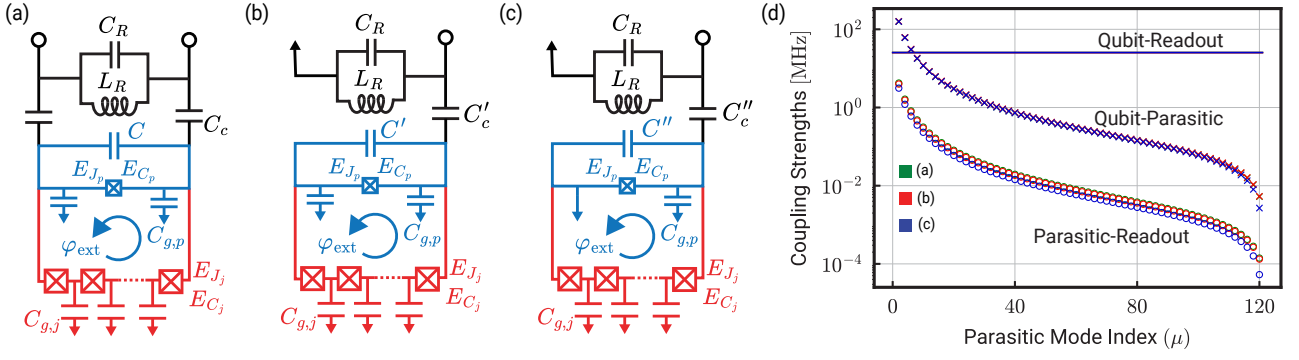 (a)
C_R
L_R
C_c
C
E_{J_p} E_{C_p}
φ_ext
C_{g,p}
E_{J_j}
E_{C_j}
C_{g,j}
(b)
C_R
L_R
C'_c
C'
E_{J_p} E_{C_p}
φ_ext
C_{g,p}
E_{J_j}
E_{C_j}
C_{g,j}
(c)
C_R
L_R
C''_c
C''
E_{J_p} E_{C_p}
φ_ext
C_{g,p}
E_{J_j}
E_{C_j}
C_{g,j}
(d)
Coupling Strengths [MHz]
10^2
10^0
10^{−2}
10^{−4}
Qubit-Readout
Qubit-Parasitic
(a)
(b)
(c)
Parasitic-Readout
0 40 80 120
Parasitic Mode Index (μ)